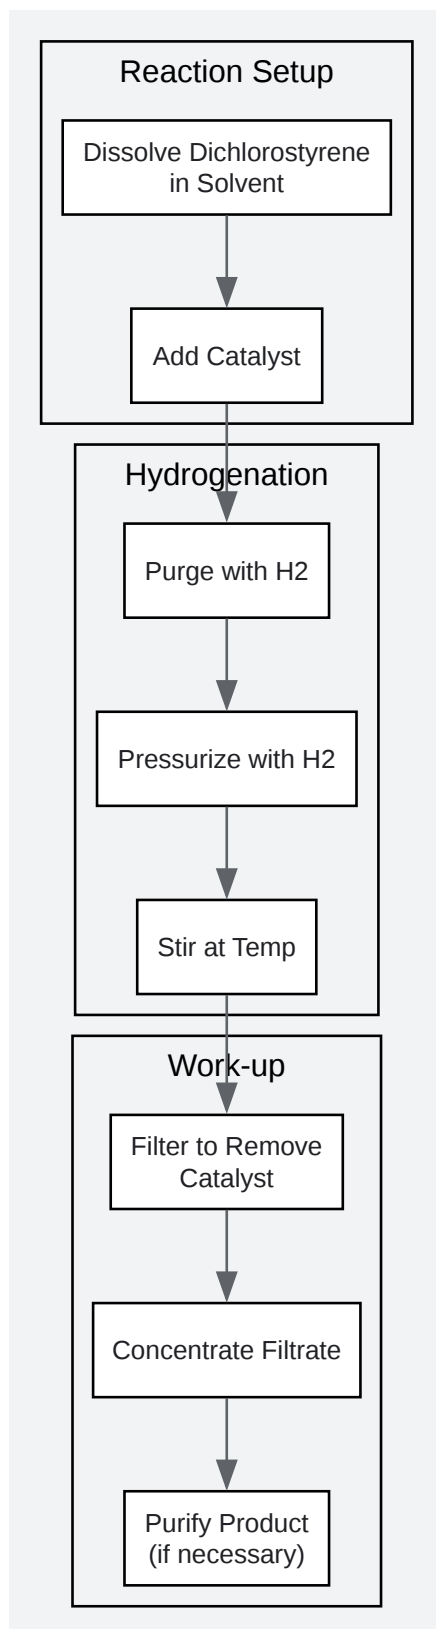 Reaction Setup
Dissolve Dichlorostyrene
in Solvent
Add Catalyst
Hydrogenation
Purge with H2
Pressurize with H2
Stir at Temp
Work-up
Filter to Remove
Catalyst
Concentrate Filtrate
Purify Product
(if necessary)